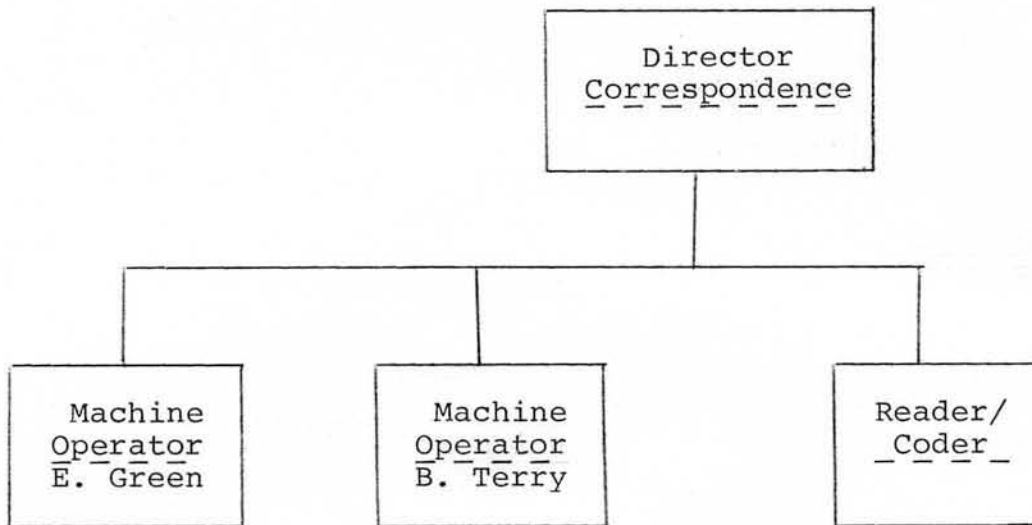 Director
Correspondence
Machine
Operator
E. Green
Machine
Operator
B. Terry
Reader/
Coder